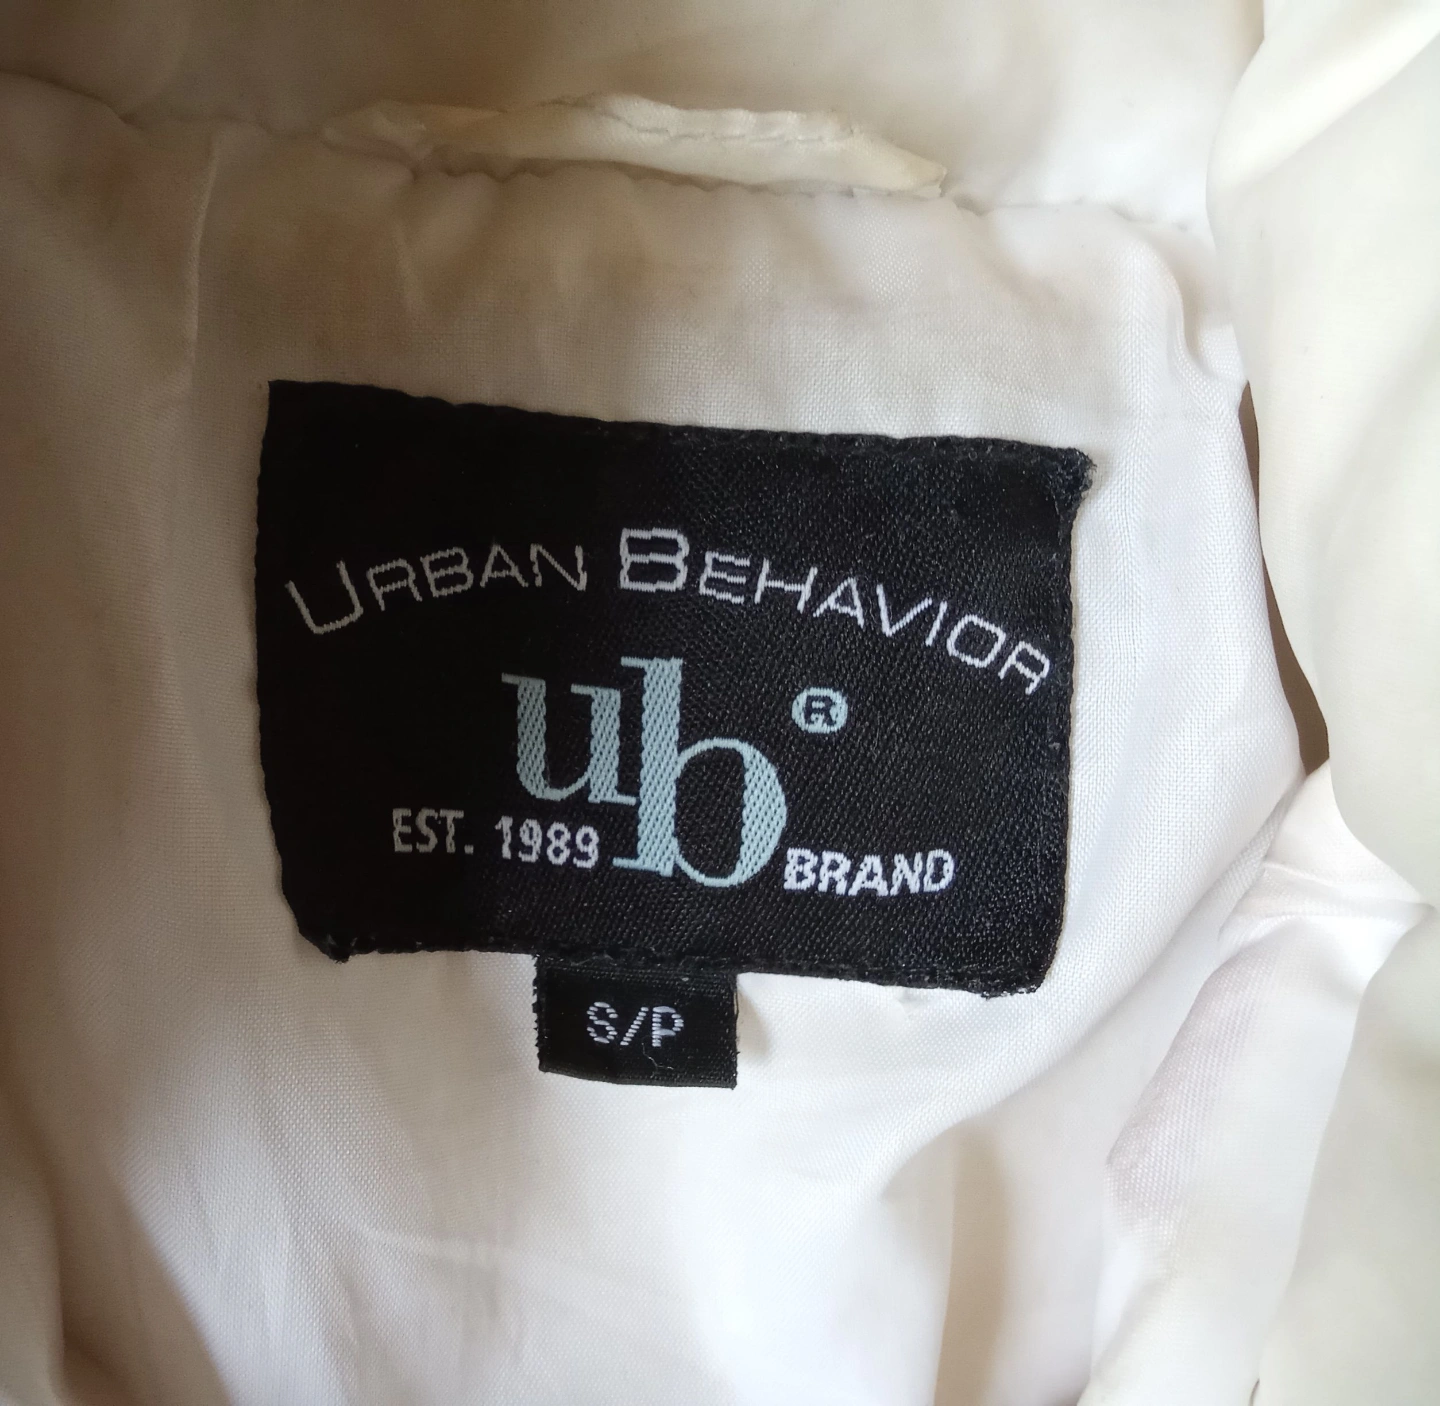 URBAN BEHAVIOR
ub ®
EST. 1989
BRAND
S/P